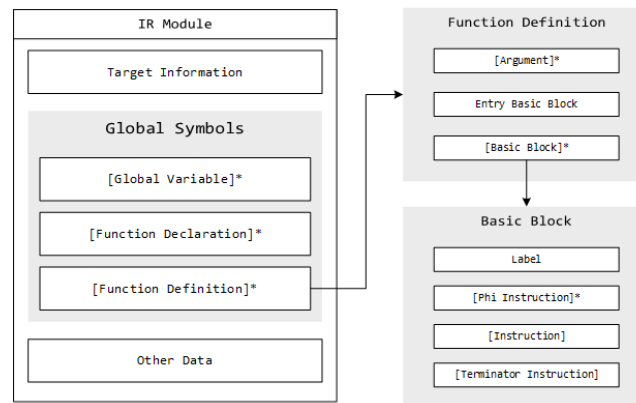 IR Module
Target Information
Global Symbols
[Global Variable]*
[Function Declaration]*
[Function Definition]*
Other Data
Function Definition
[Argument]*
Entry Basic Block
[Basic Block]*
Basic Block
Label
[Phi Instruction]*
[Instruction]
[Terminator Instruction]